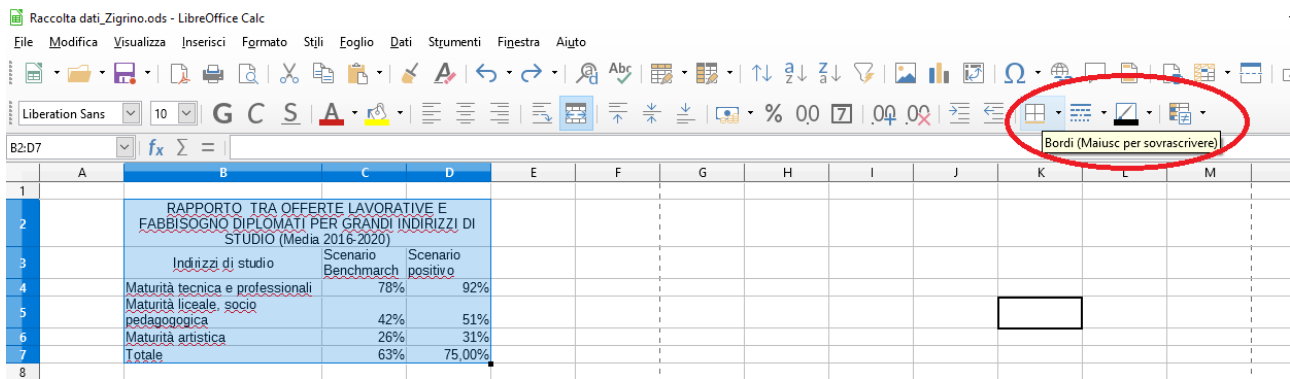 Raccolta dati_Zigrino.ods - LibreOffice Calc
File Modifica Visualizza Inserisci Formato Stili Foglio Dati Strumenti Finestra Aiuto
Liberation Sans 10 G C S A % 0.0 7 .00 .00
Bordi (Maiusc per sovrascrivere)
B2:D7 fx Σ =
A B C D E F G H I J K L M
1
2 RAPPORTO TRA OFFERTE LAVORATIVE E
FABBISOGNO DIPLOMATI PER GRANDI INDIRIZZI DI
STUDIO (Media 2016-2020)
3 Indirizzi di studio Scenario Benchmarch Scenario positivo
4 Maturità tecnica e professionali 78% 92%
5 Maturità liceale, socio
pedagogogica 42% 51%
6 Maturità artistica 26% 31%
7 Totale 63% 75,00%
8